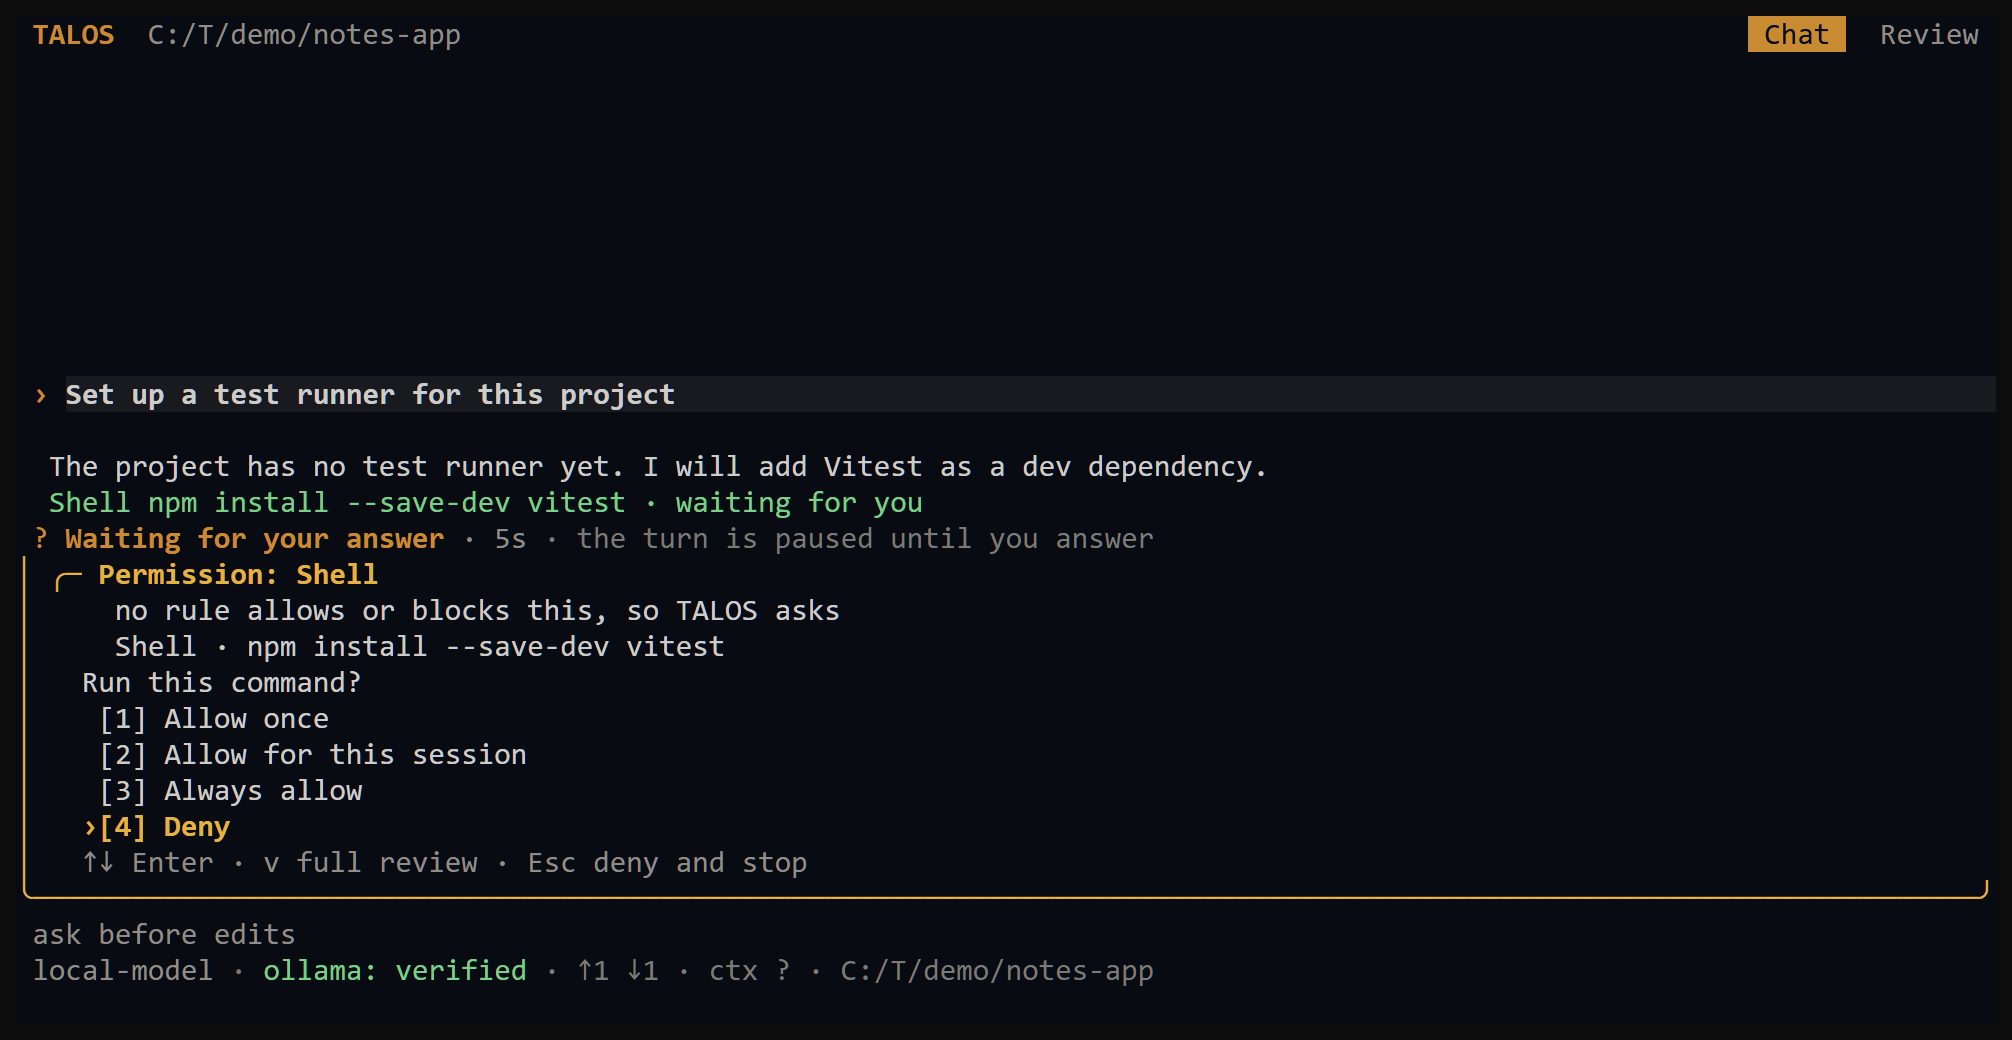 TALOS  C:/T/demo/notes-app  Chat  Review
› Set up a test runner for this project
The project has no test runner yet. I will add Vitest as a dev dependency.
Shell npm install --save-dev vitest · waiting for you
? Waiting for your answer · 5s · the turn is paused until you answer
Permission: Shell
no rule allows or blocks this, so TALOS asks
Shell · npm install --save-dev vitest
Run this command?
[1] Allow once
[2] Allow for this session
[3] Always allow
›[4] Deny
↑↓ Enter · v full review · Esc deny and stop
ask before edits
local-model · ollama: verified · ↑1 ↓1 · ctx ? · C:/T/demo/notes-app